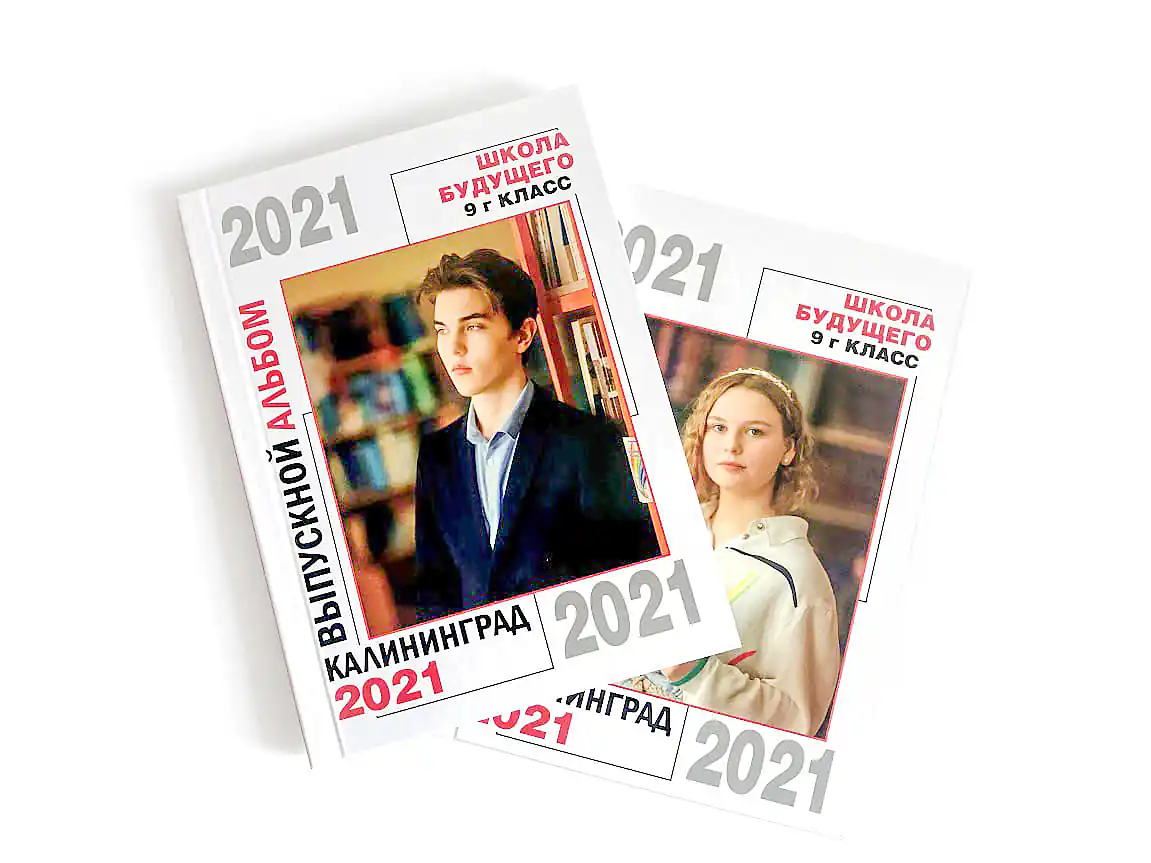 2021
ШКОЛА
БУДУЩЕГО
9 г КЛАСС
ВЫПУСКНОЙ АЛЬБОМ
2021
КАЛИНИНГРАД
2021
2021
ШКОЛА
БУДУЩЕГО
9 г КЛАСС
ИНГРАД
2021
2021